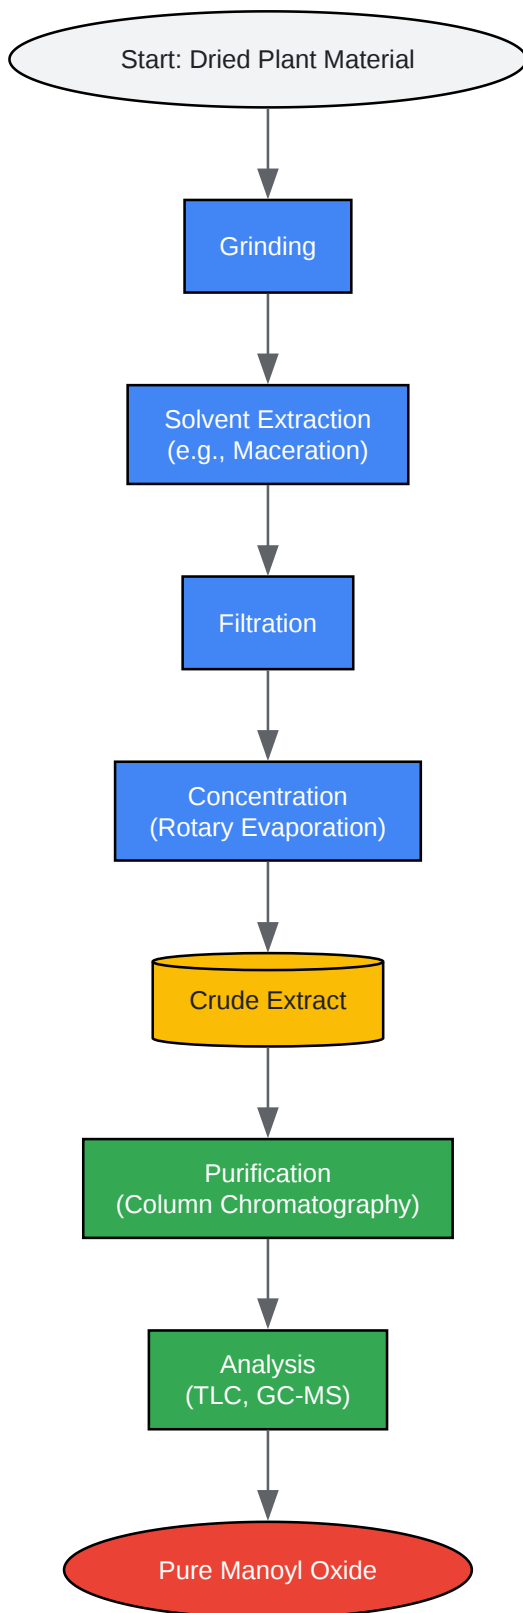 Start: Dried Plant Material
Grinding
Solvent Extraction
(e.g., Maceration)
Filtration
Concentration
(Rotary Evaporation)
Crude Extract
Purification
(Column Chromatography)
Analysis
(TLC, GC-MS)
Pure Manoyl Oxide